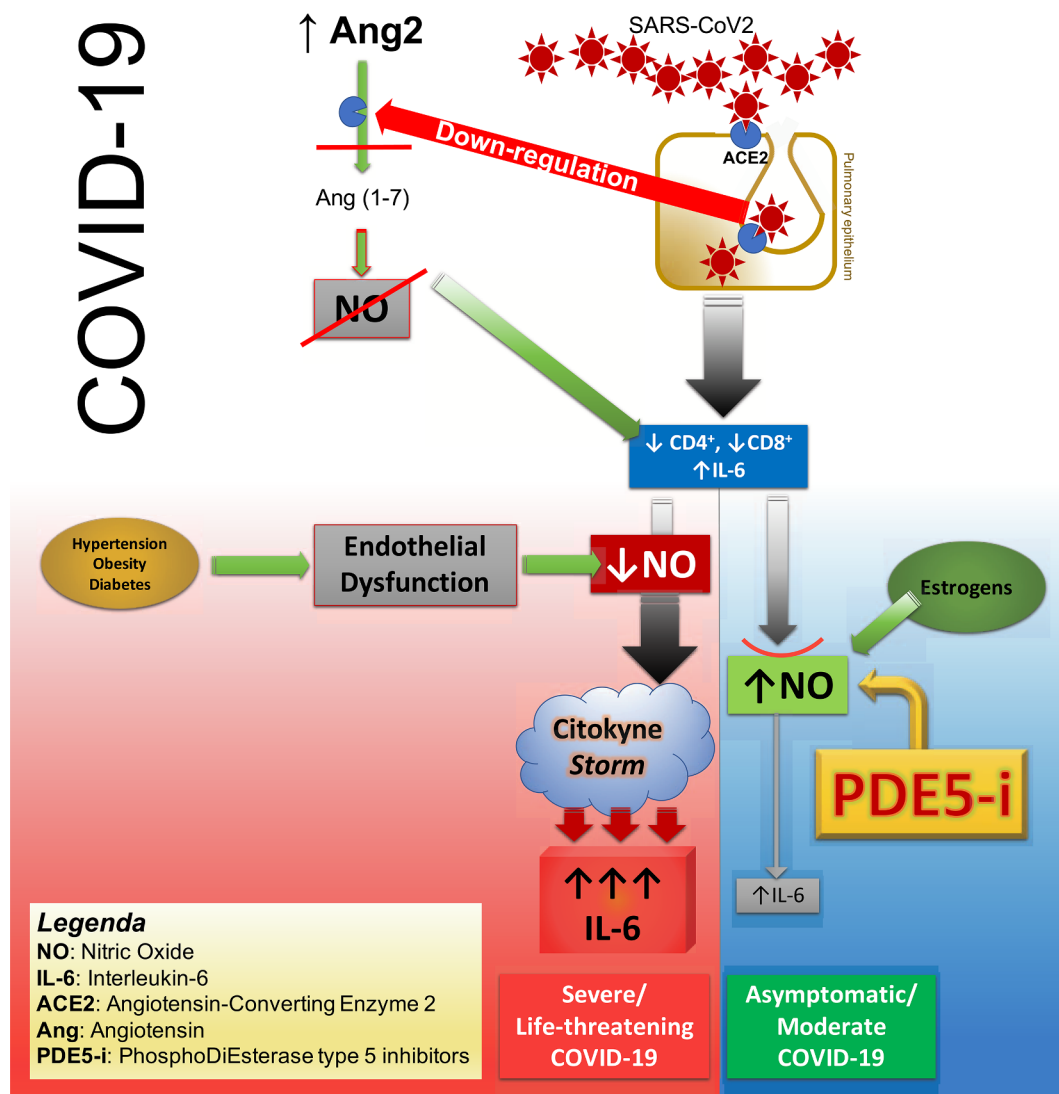 COVID-19
↑ Ang2
SARS-CoV2
Down-regulation
ACE2
Pulmonary epithelium
Ang (1-7)
NO
↓ CD4⁺, ↓CD8⁺
↑IL-6
Hypertension
Obesity
Diabetes
Endothelial
Dysfunction
↓NO
Estrogens
↑NO
Citokyne
Storm
PDE5-i
↑↑↑
IL-6
↑IL-6
Legenda
NO: Nitric Oxide
IL-6: Interleukin-6
ACE2: Angiotensin-Converting Enzyme 2
Ang: Angiotensin
PDE5-i: PhosphoDiEsterase type 5 inhibitors
Severe/
Life-threatening
COVID-19
Asymptomatic/
Moderate
COVID-19